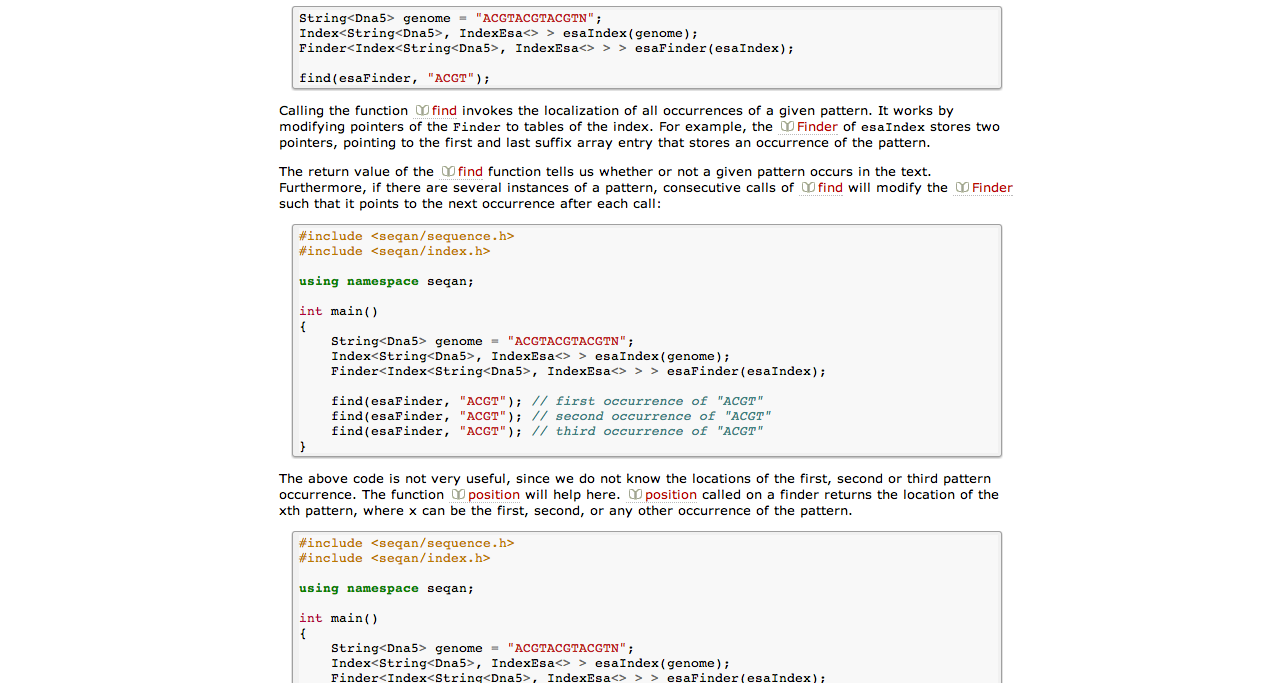 String<Dna5> genome = "ACGTACGTACGTN";
Index<String<Dna5>, IndexEsa<> > esaIndex(genome);
Finder<Index<String<Dna5>, IndexEsa<> > > esaFinder(esaIndex);
find(esaFinder, "ACGT");
Calling the function find invokes the localization of all occurrences of a given pattern. It works by
modifying pointers of the Finder to tables of the index. For example, the Finder of esaIndex stores two
pointers, pointing to the first and last suffix array entry that stores an occurrence of the pattern.
The return value of the find function tells us whether or not a given pattern occurs in the text.
Furthermore, if there are several instances of a pattern, consecutive calls of find will modify the Finder
such that it points to the next occurrence after each call:
#include <seqan/sequence.h>
#include <seqan/index.h>
using namespace seqan;
int main()
{
    String<Dna5> genome = "ACGTACGTACGTN";
    Index<String<Dna5>, IndexEsa<> > esaIndex(genome);
    Finder<Index<String<Dna5>, IndexEsa<> > > esaFinder(esaIndex);
    find(esaFinder, "ACGT"); // first occurrence of "ACGT"
    find(esaFinder, "ACGT"); // second occurrence of "ACGT"
    find(esaFinder, "ACGT"); // third occurrence of "ACGT"
}
The above code is not very useful, since we do not know the locations of the first, second or third pattern
occurrence. The function position will help here. position called on a finder returns the location of the
xth pattern, where x can be the first, second, or any other occurrence of the pattern.
#include <seqan/sequence.h>
#include <seqan/index.h>
using namespace seqan;
int main()
{
    String<Dna5> genome = "ACGTACGTACGTN";
    Index<String<Dna5>, IndexEsa<> > esaIndex(genome);
    Finder<Index<String<Dna5>, IndexEsa<> > > esaFinder(esaIndex);